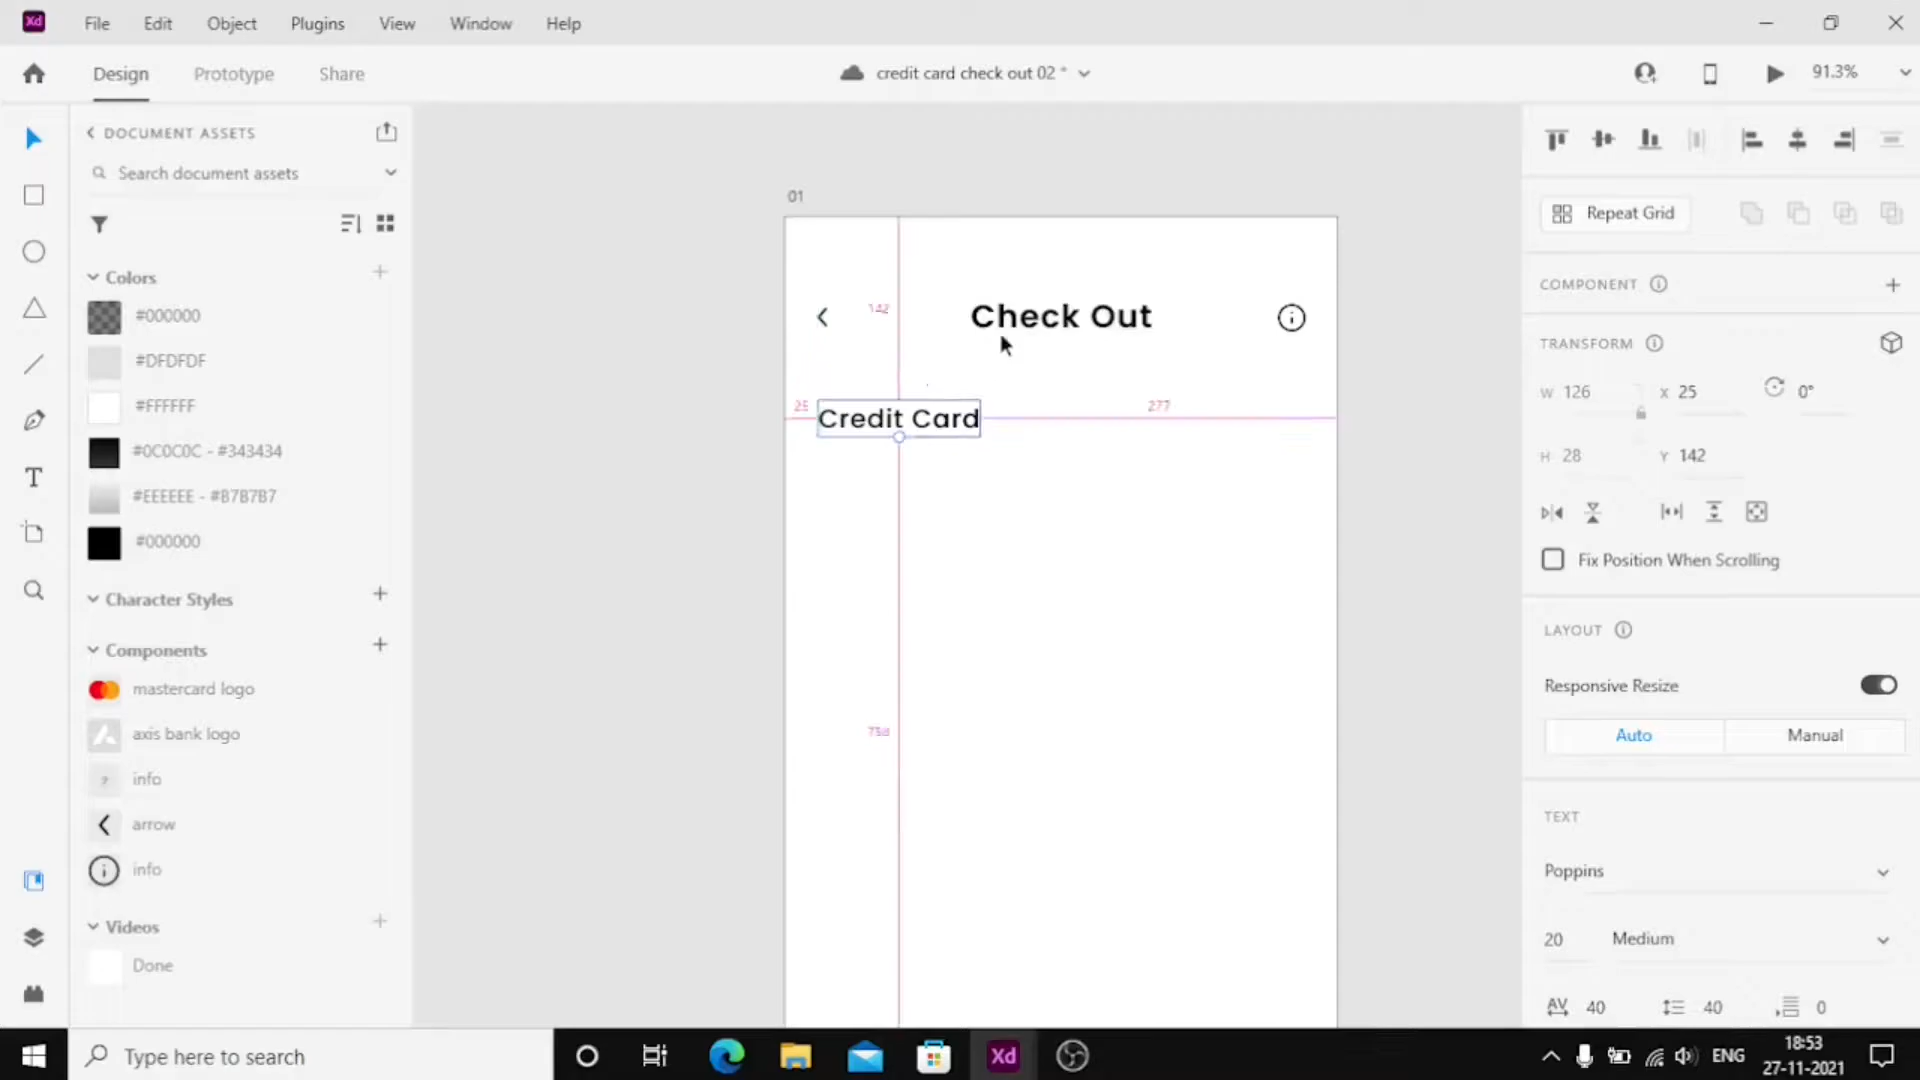 Xd File Edit Object Plugins View Window Help
Design Prototype Share credit card check out 02 * 91.3%
DOCUMENT ASSETS
Search document assets
Colors
#000000
#DFDFDF
#FFFFFF
#0C0C0C - #343434
#EEEEEE - #B7B7B7
#000000
Character Styles
Components
mastercard logo
axis bank logo
info
arrow
info
Videos
Done
01
142 Check Out
25 Credit Card 277
Repeat Grid
COMPONENT
TRANSFORM
W 126 X 25 0°
H 28 Y 142
Fix Position When Scrolling
LAYOUT
Responsive Resize
Auto Manual
TEXT
Poppins
20 Medium
AV 40 40 0
Type here to search Xd ENG 18:53
27-11-2021